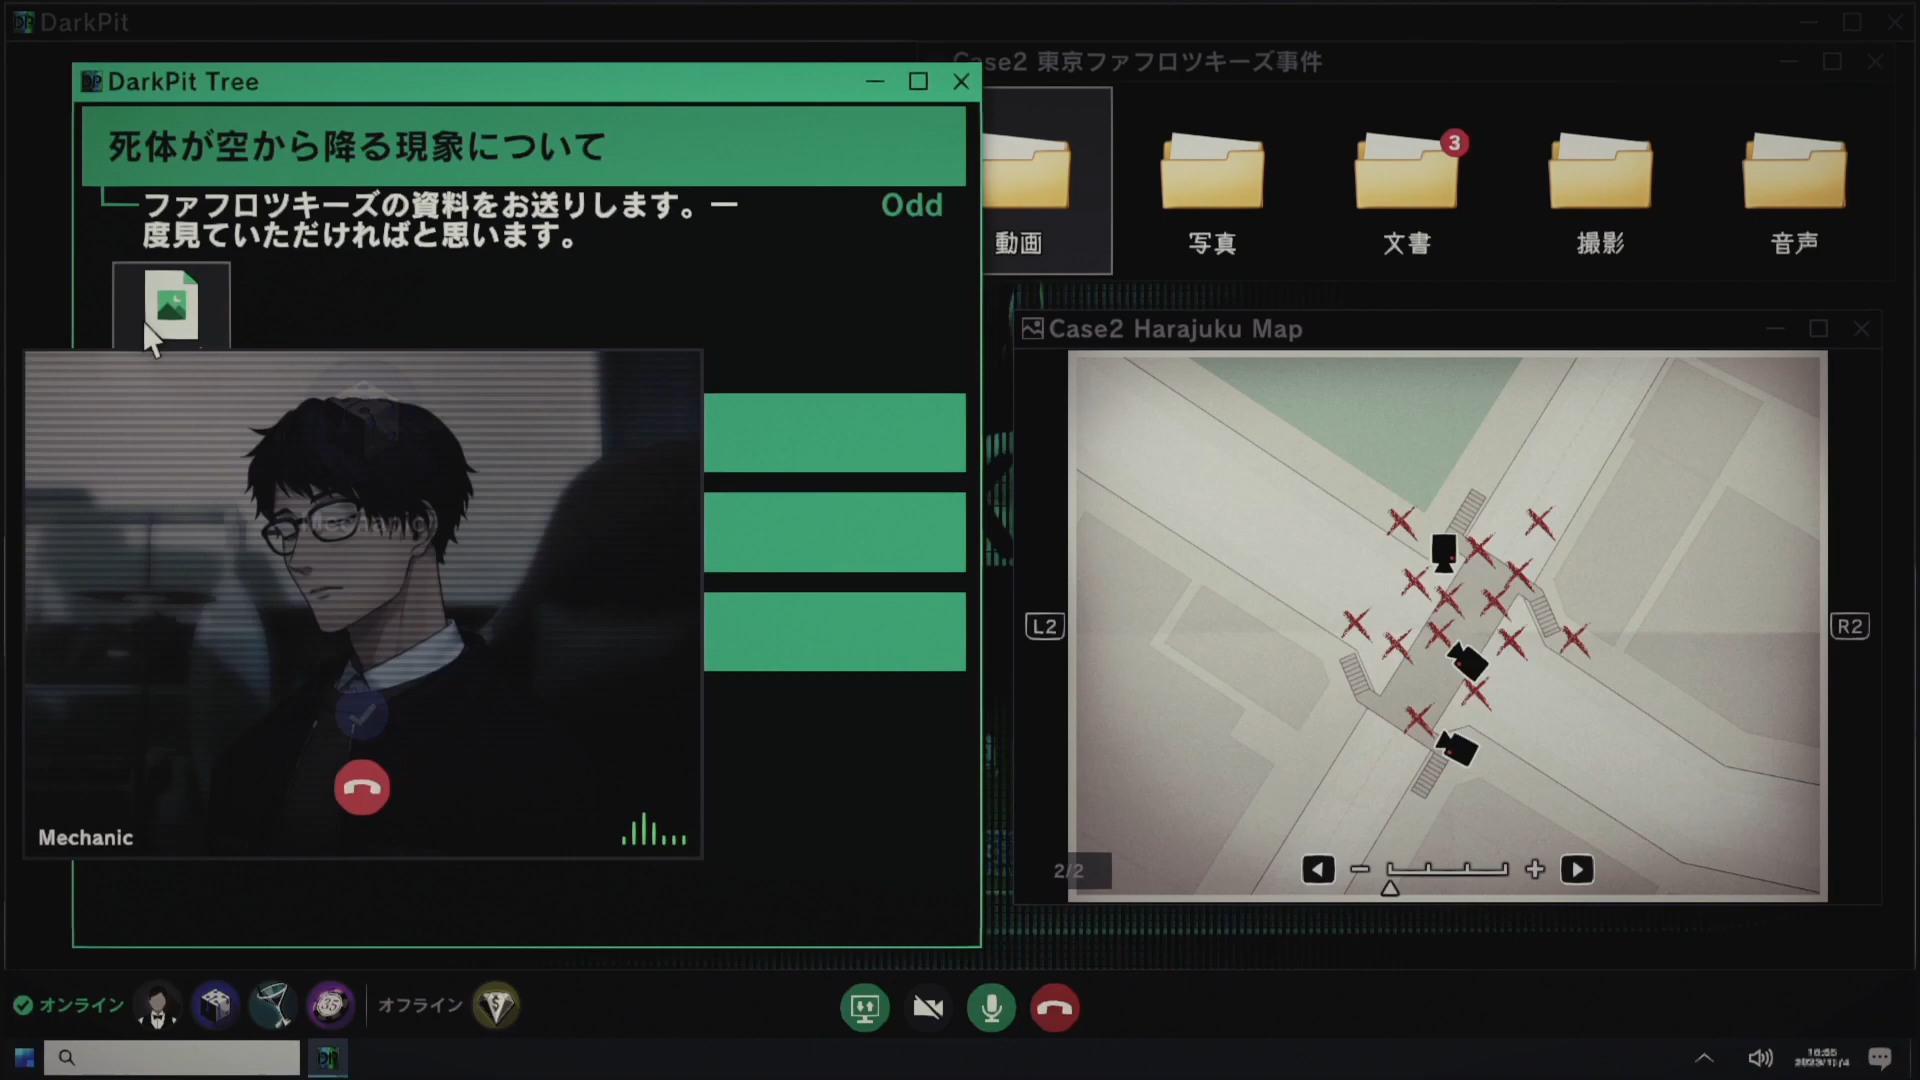 DarkPit
Case2 東京ファフロツキーズ事件
DarkPit Tree
死体が空から降る現象について
ファフロツキーズの資料をお送りします。一
度見ていただければと思います。
Odd
動画
写真
3
文書
撮影
音声
Case2 Harajuku Map
L2
R2
2/2
Mechanic
Mechanic
オンライン
35
オフライン